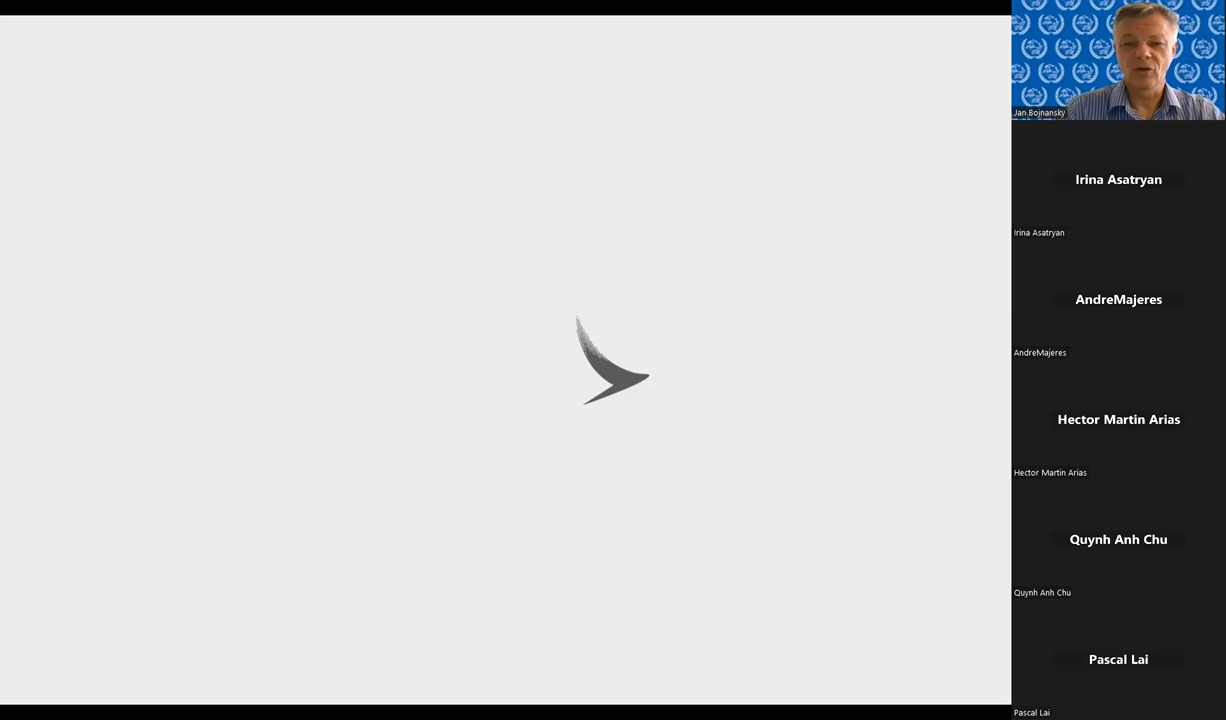 Jan Bojnansky
Irina Asatryan
Irina Asatryan
AndreMajeres
AndreMajeres
Hector Martin Arias
Hector Martin Arias
Quynh Anh Chu
Quynh Anh Chu
Pascal Lai
Pascal Lai